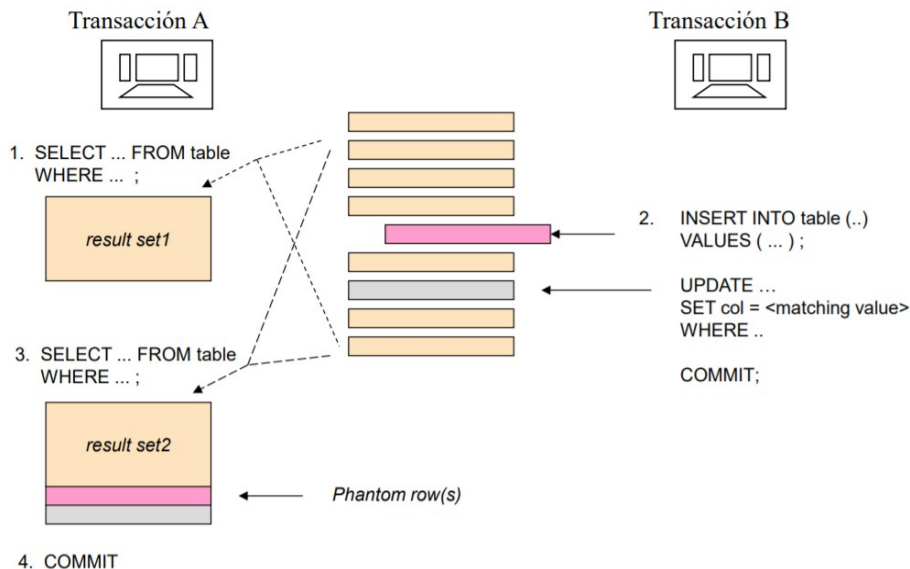 Transacción A
Transacción B
1. SELECT ... FROM table
WHERE ... ;
result set1
2. INSERT INTO table (..)
VALUES ( ... ) ;
UPDATE ...
SET col = <matching value>
WHERE ..
COMMIT;
3. SELECT ... FROM table
WHERE ... ;
result set2
Phantom row(s)
4. COMMIT